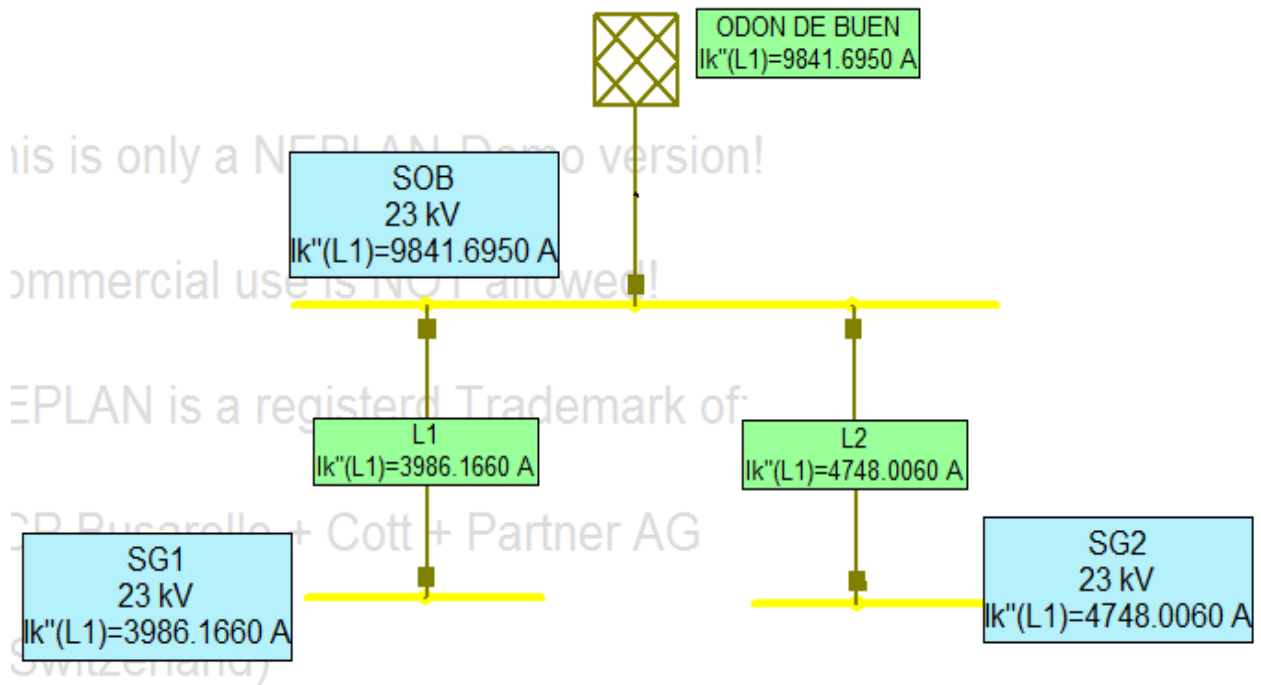 ODON DE BUEN
Ik"(L1)=9841.6950 A
his is only a NEPLAN Demo version!
SOB
23 kV
Ik"(L1)=9841.6950 A
ommercial use is NOT allowed!
EPLAN is a registerd Trademark of:
L1
Ik"(L1)=3986.1660 A
L2
Ik"(L1)=4748.0060 A
CP Busarello + Cott + Partner AG
SG1
23 kV
Ik"(L1)=3986.1660 A
SG2
23 kV
Ik"(L1)=4748.0060 A
Switzerland)